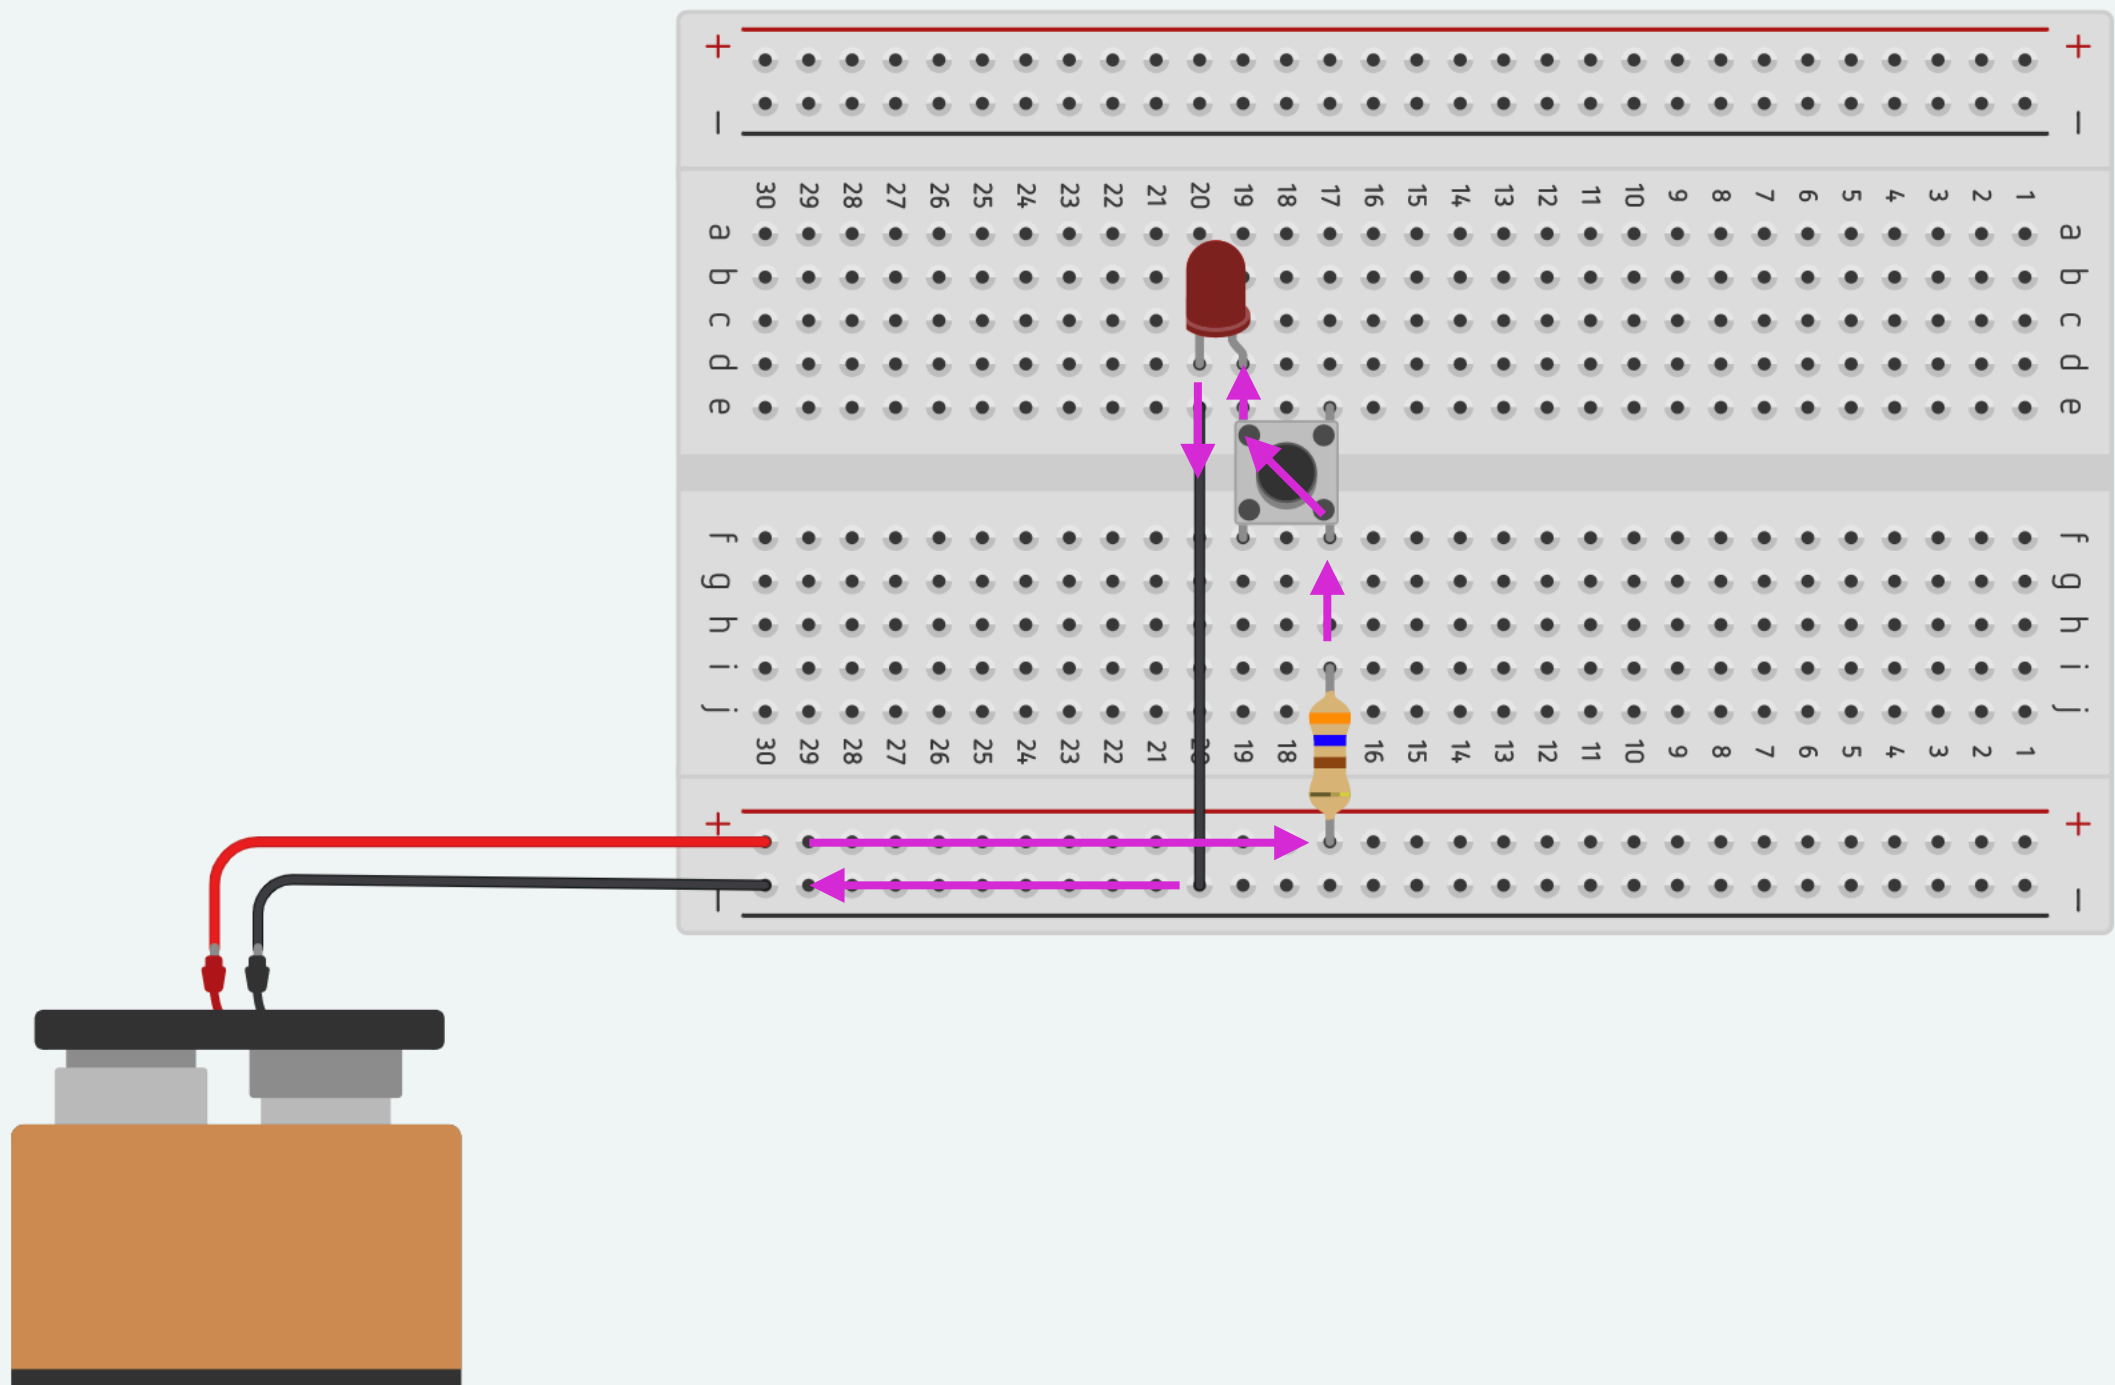 + +
– –
30 29 28 27 26 25 24 23 22 21 20 19 18 17 16 15 14 13 12 11 10 9 8 7 6 5 4 3 2 1
a a
b b
c c
d d
e e
f f
g g
h h
i i
j j
30 29 28 27 26 25 24 23 22 21 20 19 18 16 15 14 13 12 11 10 9 8 7 6 5 4 3 2 1
+ +
– –